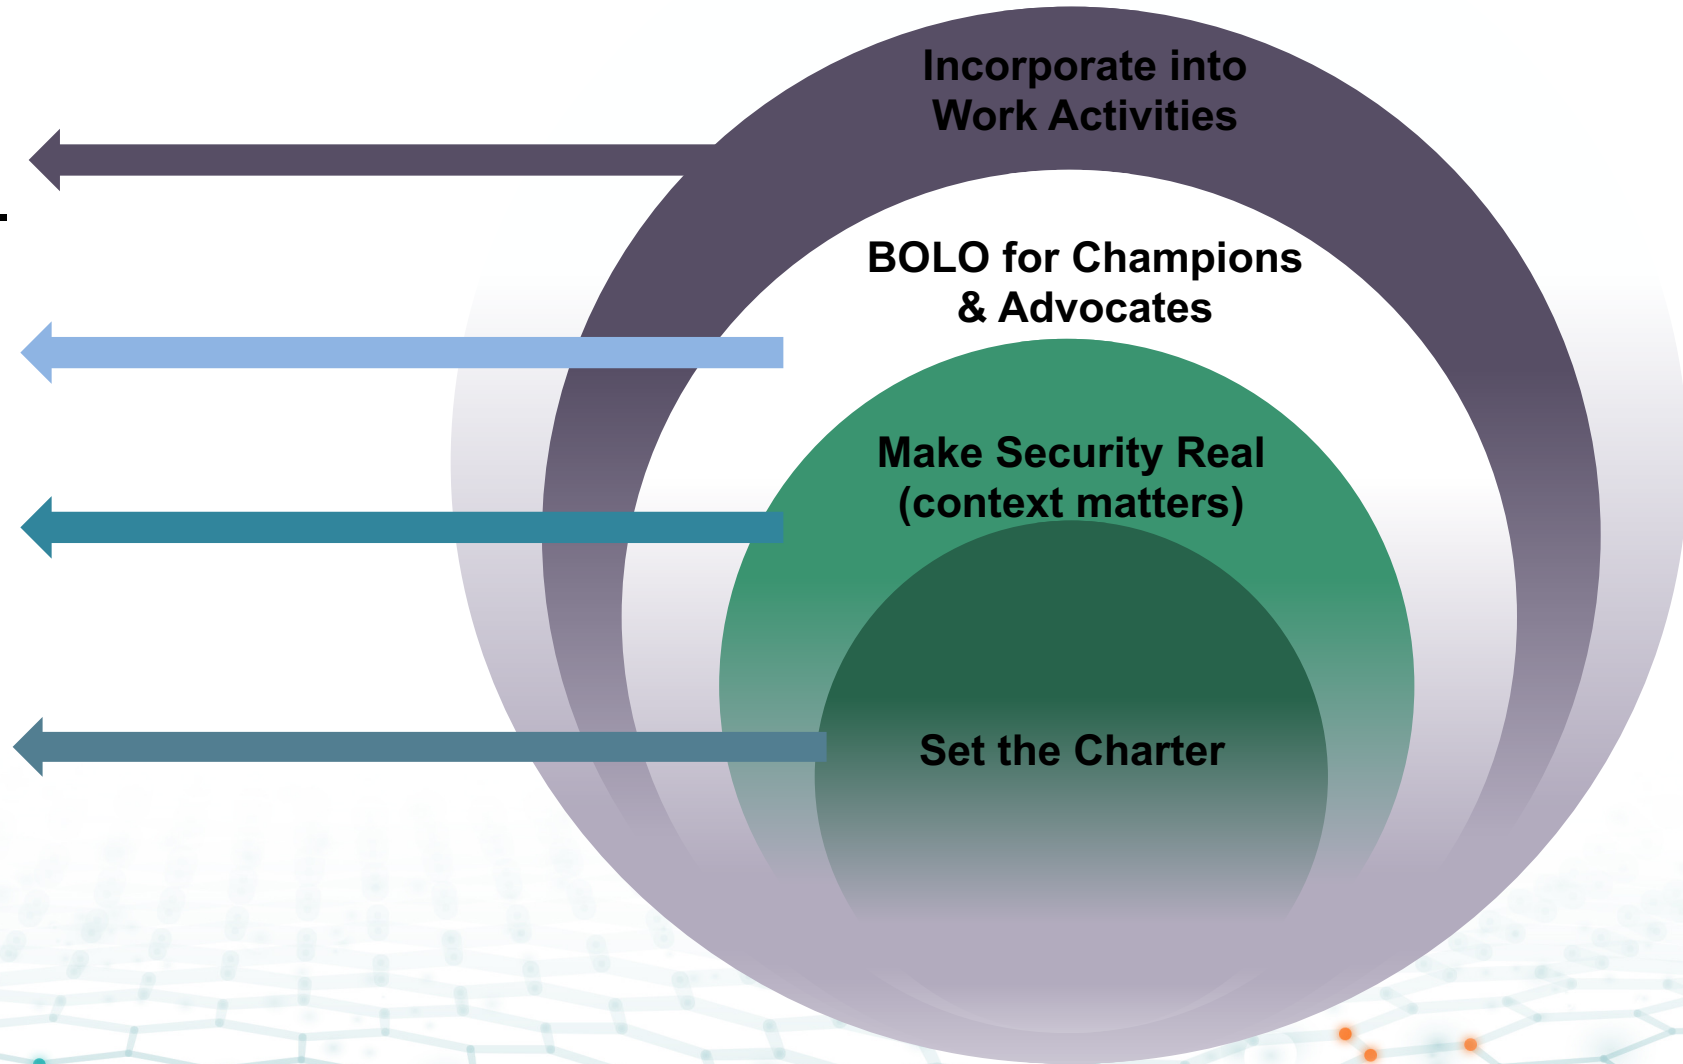 Incorporate into
Work Activities
BOLO for Champions
& Advocates
Make Security Real
(context matters)
Set the Charter